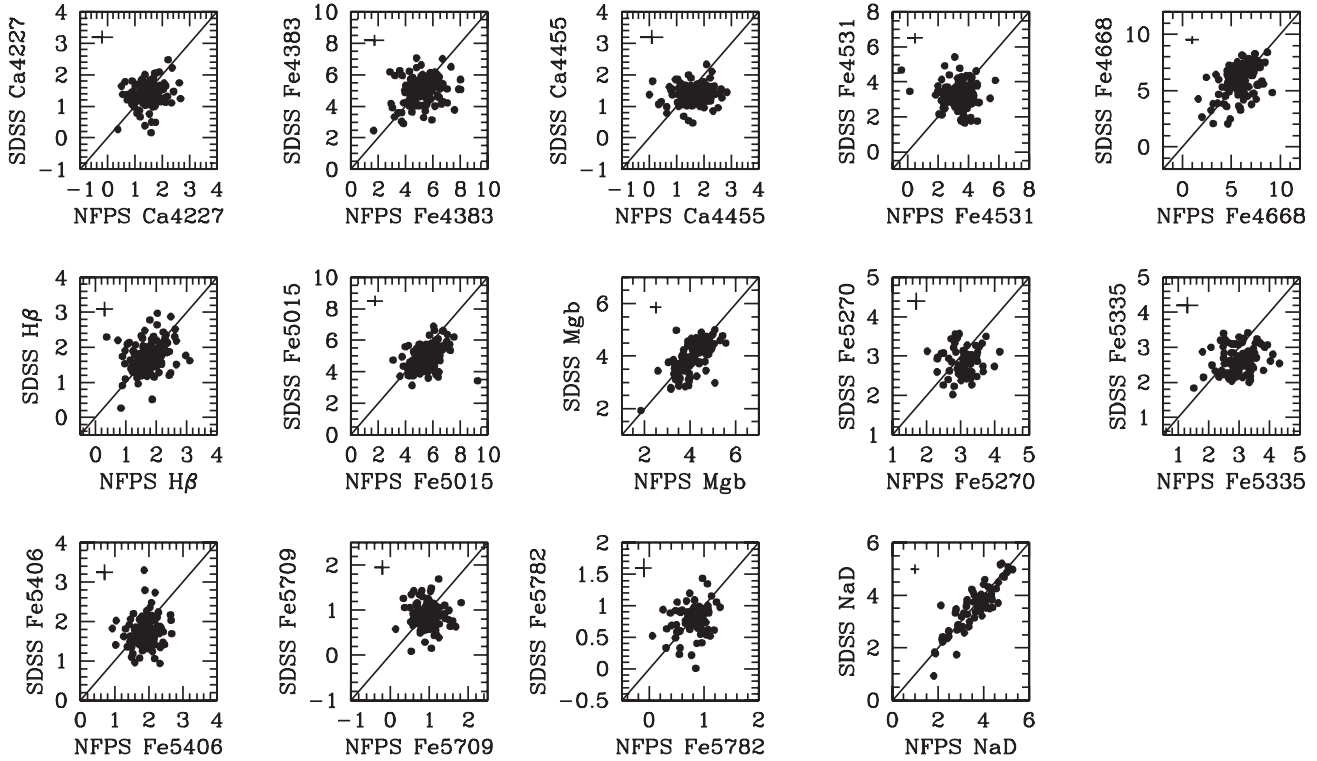 SDSS Ca4227
4
3
2
1
0
−1
−1 0 1 2 3 4
NFPS Ca4227
SDSS Fe4383
10
8
6
4
2
0
0 2 4 6 8 10
NFPS Fe4383
SDSS Ca4455
4
3
2
1
0
−1
−1 0 1 2 3 4
NFPS Ca4455
SDSS Fe4531
8
6
4
2
0
0 2 4 6 8
NFPS Fe4531
SDSS Fe4668
10
5
0
0 5 10
NFPS Fe4668
SDSS Hβ
4
3
2
1
0
0 1 2 3 4
NFPS Hβ
SDSS Fe5015
10
8
6
4
2
0
0 2 4 6 8 10
NFPS Fe5015
SDSS Mgb
6
4
2
2 4 6
NFPS Mgb
SDSS Fe5270
5
4
3
2
1
1 2 3 4 5
NFPS Fe5270
SDSS Fe5335
5
4
3
2
1
1 2 3 4 5
NFPS Fe5335
SDSS Fe5406
4
3
2
1
0
0 1 2 3 4
NFPS Fe5406
SDSS Fe5709
2
1
0
−1
−1 0 1 2
NFPS Fe5709
SDSS Fe5782
2
1.5
1
0.5
0
−0.5
0 1 2
NFPS Fe5782
SDSS NaD
6
4
2
0
0 2 4 6
NFPS NaD